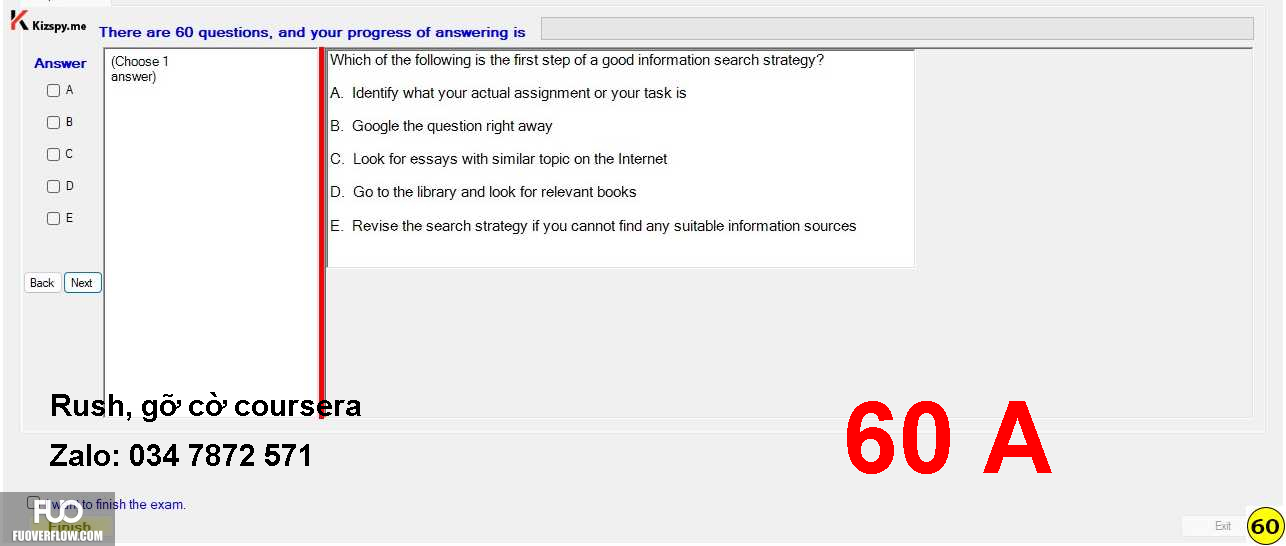 Kizspy.me
There are 60 questions, and your progress of answering is
Answer
A
B
C
D
E
Back Next
(Choose 1
answer)
Which of the following is the first step of a good information search strategy?
A. Identify what your actual assignment or your task is
B. Google the question right away
C. Look for essays with similar topic on the Internet
D. Go to the library and look for relevant books
E. Revise the search strategy if you cannot find any suitable information sources
Rush, gỡ cờ coursera
Zalo: 034 7872 571
60 A
I want to finish the exam.
Finish
FUO
FUOVERFLOW.COM
Exit
60